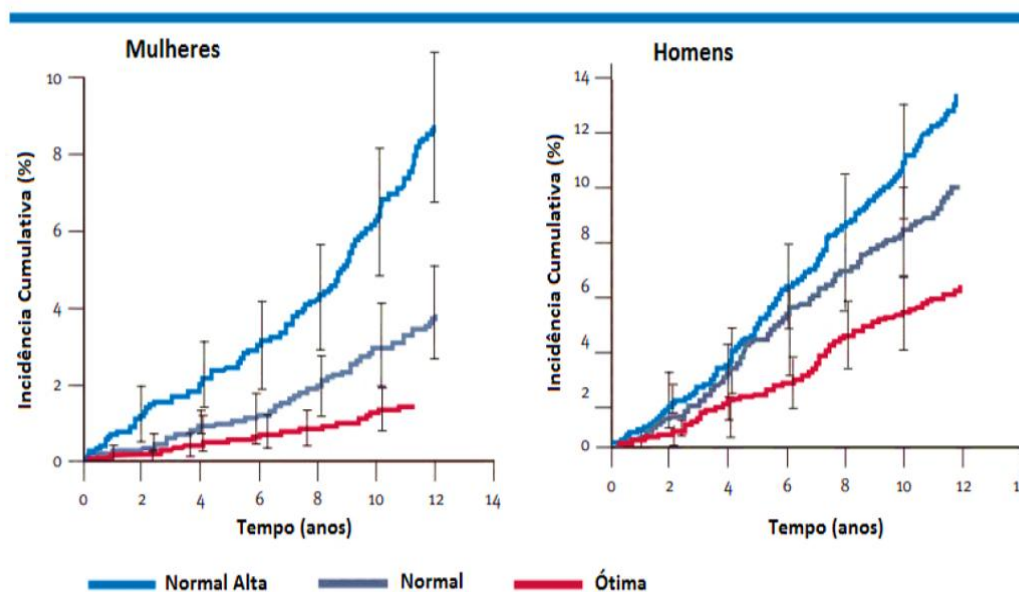 Mulheres
Incidência Cumulativa (%)
10
8
6
4
2
0
0 2 4 6 8 10 12 14
Tempo (anos)
Homens
Incidência Cumulativa (%)
14
12
10
8
6
4
2
0
0 2 4 6 8 10 12
Tempo (anos)
Normal Alta Normal Ótima